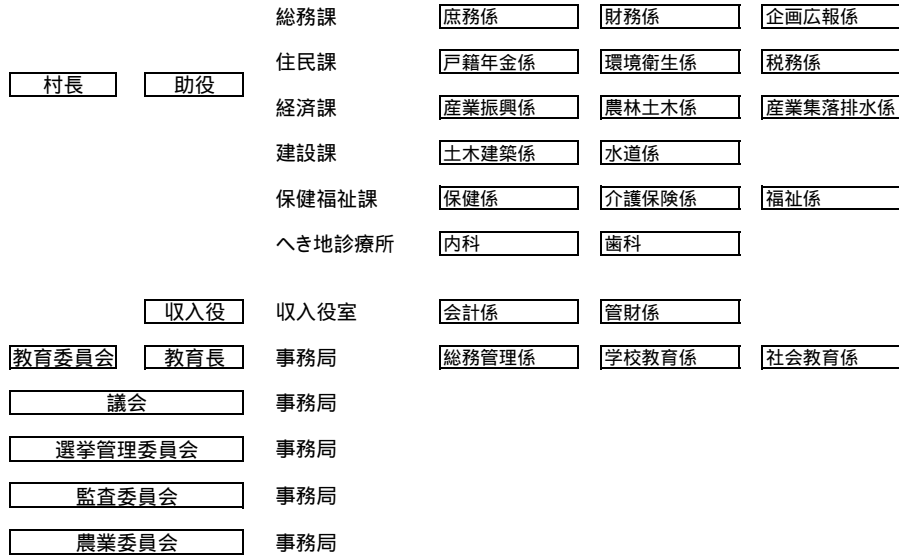 総務課 庶務係 財務係 企画広報係
住民課 戸籍年金係 環境衛生係 税務係
村長 助役
経済課 産業振興係 農林土木係 産業集落排水係
建設課 土木建築係 水道係
保健福祉課 保健係 介護保険係 福祉係
へき地診療所 内科 歯科
収入役 収入役室 会計係 管財係
教育委員会 教育長 事務局 総務管理係 学校教育係 社会教育係
議会 事務局
選挙管理委員会 事務局
監査委員会 事務局
農業委員会 事務局